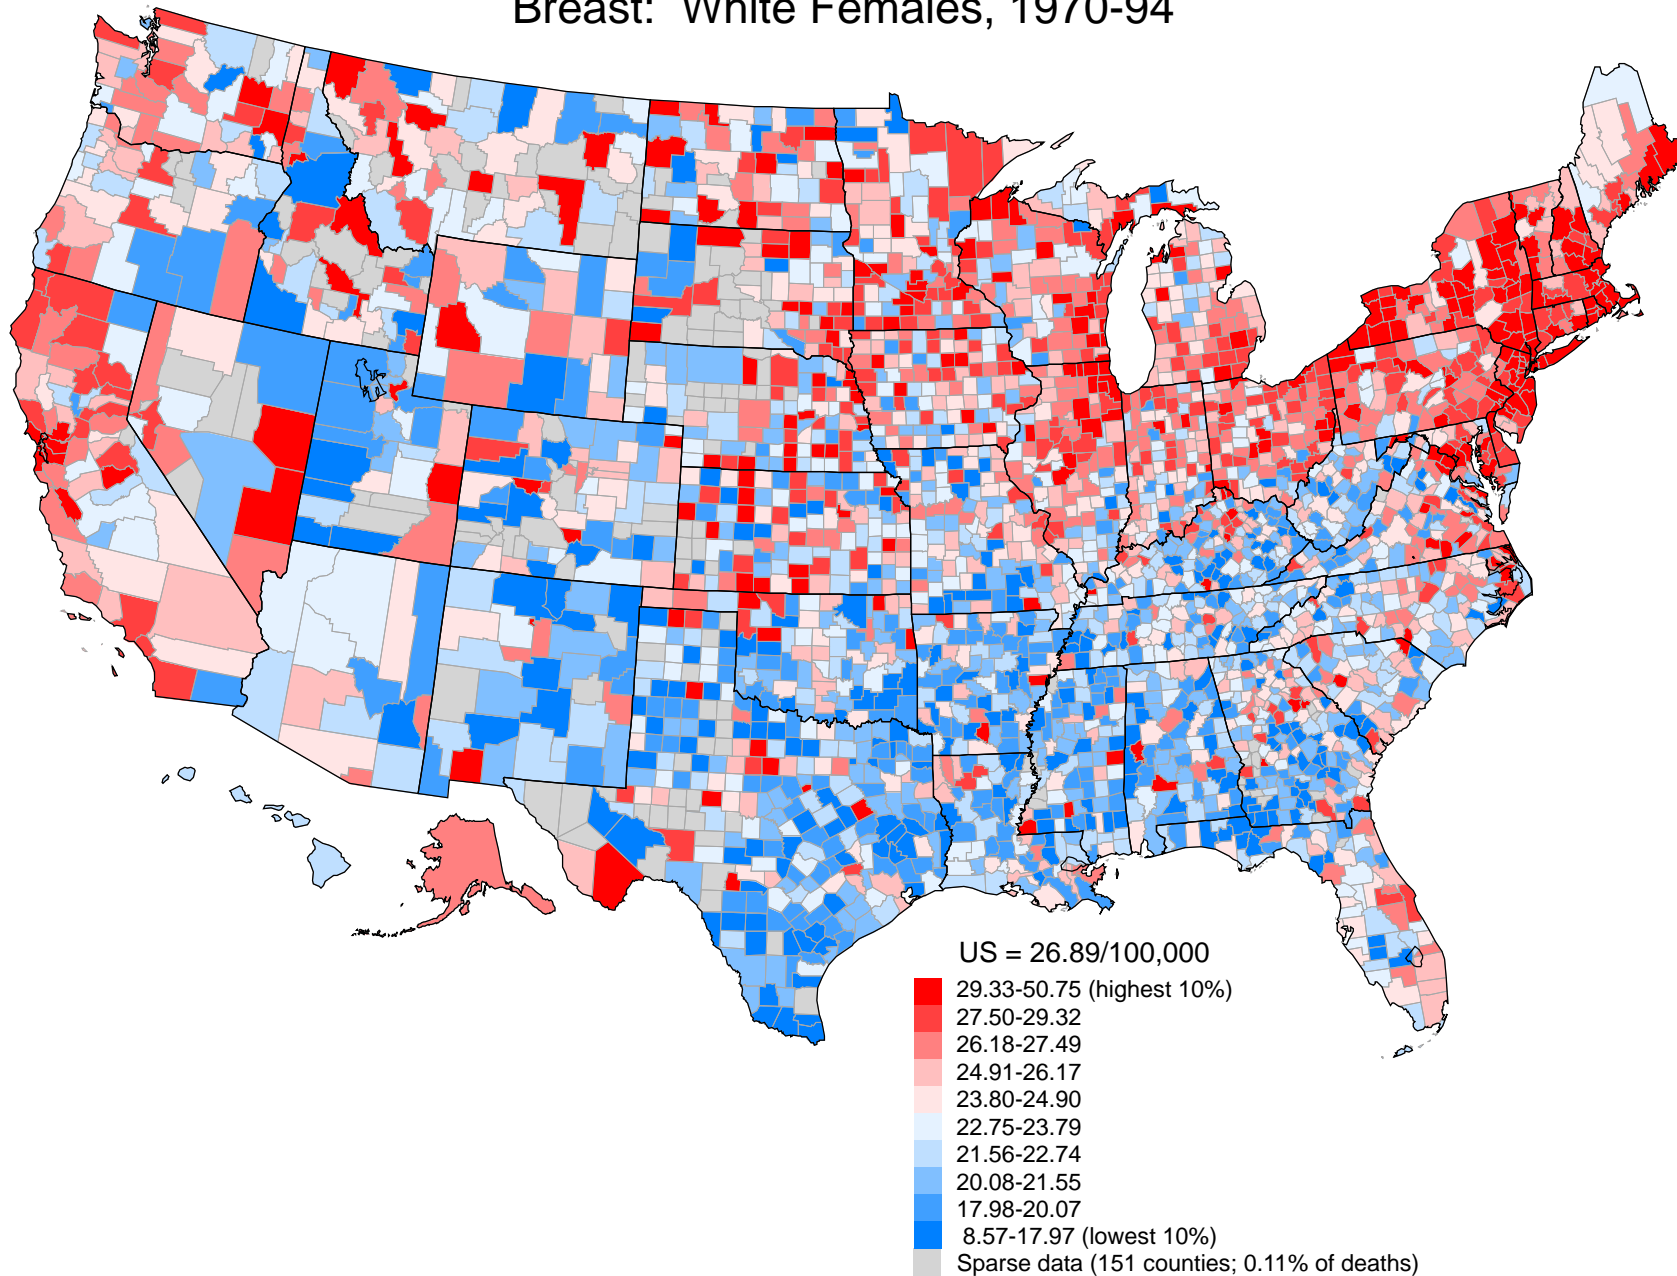 Breast: White Females, 1970-94
US = 26.89/100,000
29.33-50.75 (highest 10%)
27.50-29.32
26.18-27.49
24.91-26.17
23.80-24.90
22.75-23.79
21.56-22.74
20.08-21.55
17.98-20.07
8.57-17.97 (lowest 10%)
Sparse data (151 counties; 0.11% of deaths)